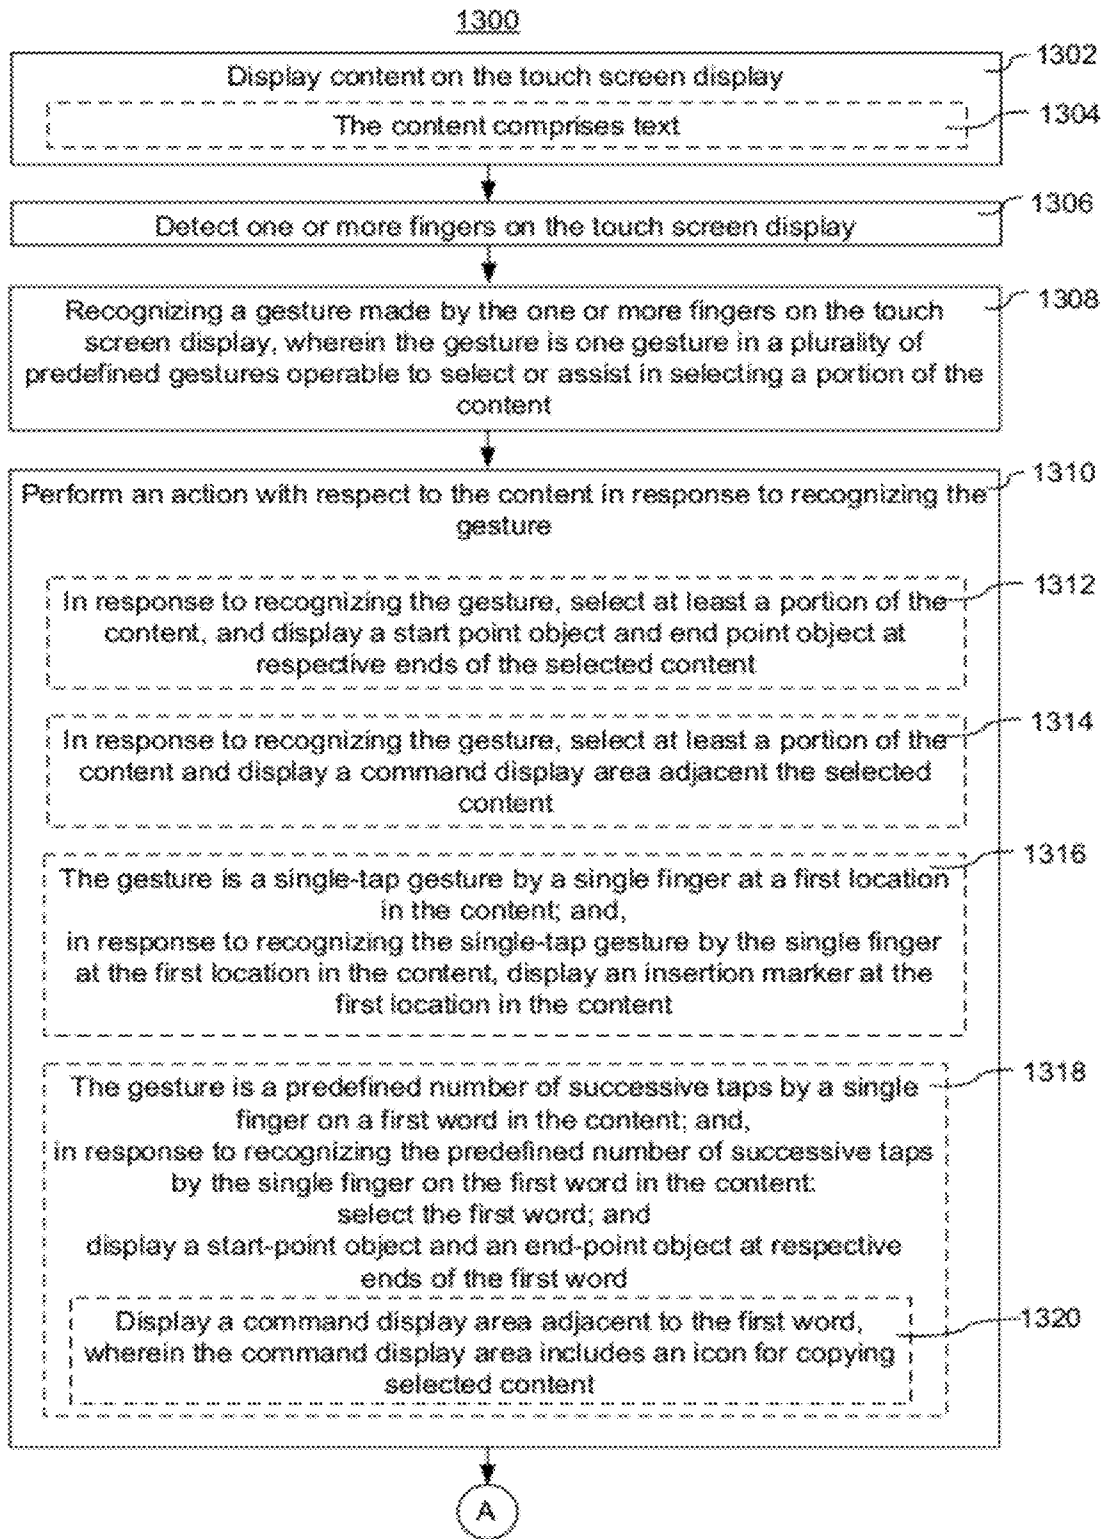 1300
Display content on the touch screen display
1302
The content comprises text
1304
Detect one or more fingers on the touch screen display
1306
Recognizing a gesture made by the one or more fingers on the touch
screen display, wherein the gesture is one gesture in a plurality of
predefined gestures operable to select or assist in selecting a portion of the
content
1308
Perform an action with respect to the content in response to recognizing the
gesture
1310
In response to recognizing the gesture, select at least a portion of the
content, and display a start point object and end point object at
respective ends of the selected content
1312
In response to recognizing the gesture, select at least a portion of the
content and display a command display area adjacent the selected
content
1314
The gesture is a single-tap gesture by a single finger at a first location
in the content; and,
in response to recognizing the single-tap gesture by the single finger
at the first location in the content, display an insertion marker at the
first location in the content
1316
The gesture is a predefined number of successive taps by a single
finger on a first word in the content; and,
in response to recognizing the predefined number of successive taps
by the single finger on the first word in the content:
select the first word; and
display a start-point object and an end-point object at respective
ends of the first word
1318
Display a command display area adjacent to the first word,
wherein the command display area includes an icon for copying
selected content
1320
A